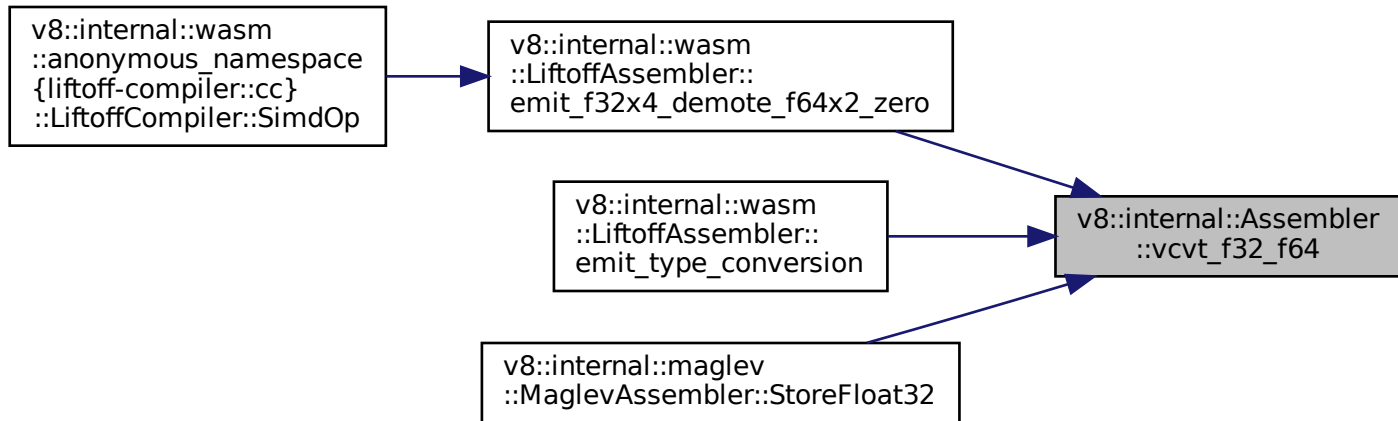 v8::internal::wasm
::anonymous_namespace
{liftoff-compiler::cc}
::LiftoffCompiler::SimdOp
v8::internal::wasm
::LiftoffAssembler::
emit_f32x4_demote_f64x2_zero
v8::internal::wasm
::LiftoffAssembler::
emit_type_conversion
v8::internal::maglev
::MaglevAssembler::StoreFloat32
v8::internal::Assembler
::vcvt_f32_f64